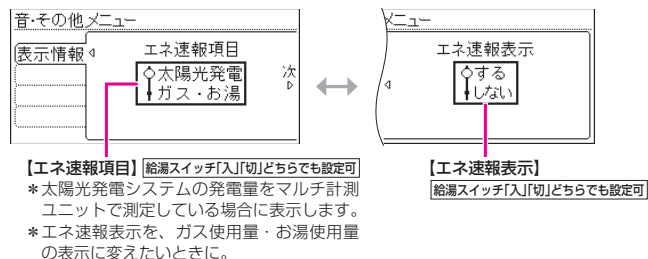 音・その他メニュー
表示情報
エネ速報項目
太陽光発電
ガス・お湯
次
メニュー
エネ速報表示
する
しない
【エネ速報項目】 給湯スイッチ「入」「切」どちらでも設定可
＊太陽光発電システムの発電量をマルチ計測
ユニットで測定している場合に表示します。
＊エネ速報表示を、ガス使用量・お湯使用量
の表示に変えたいときに。
【エネ速報表示】
給湯スイッチ「入」「切」どちらでも設定可